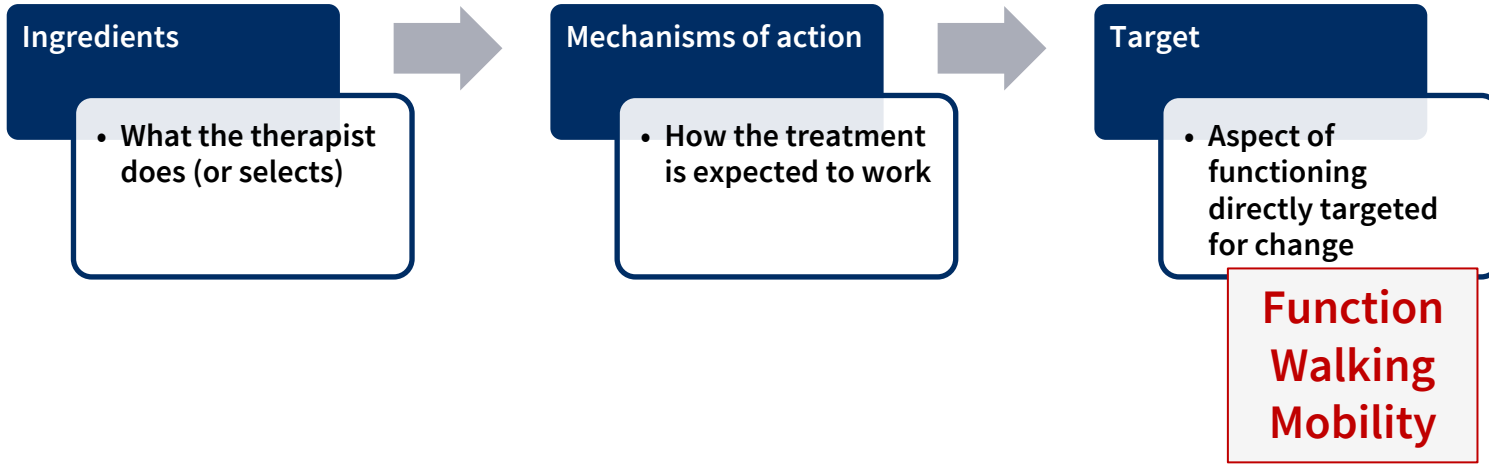 Ingredients
• What the therapist
does (or selects)
Mechanisms of action
• How the treatment
is expected to work
Target
• Aspect of
functioning
directly targeted
for change
Function
Walking
Mobility